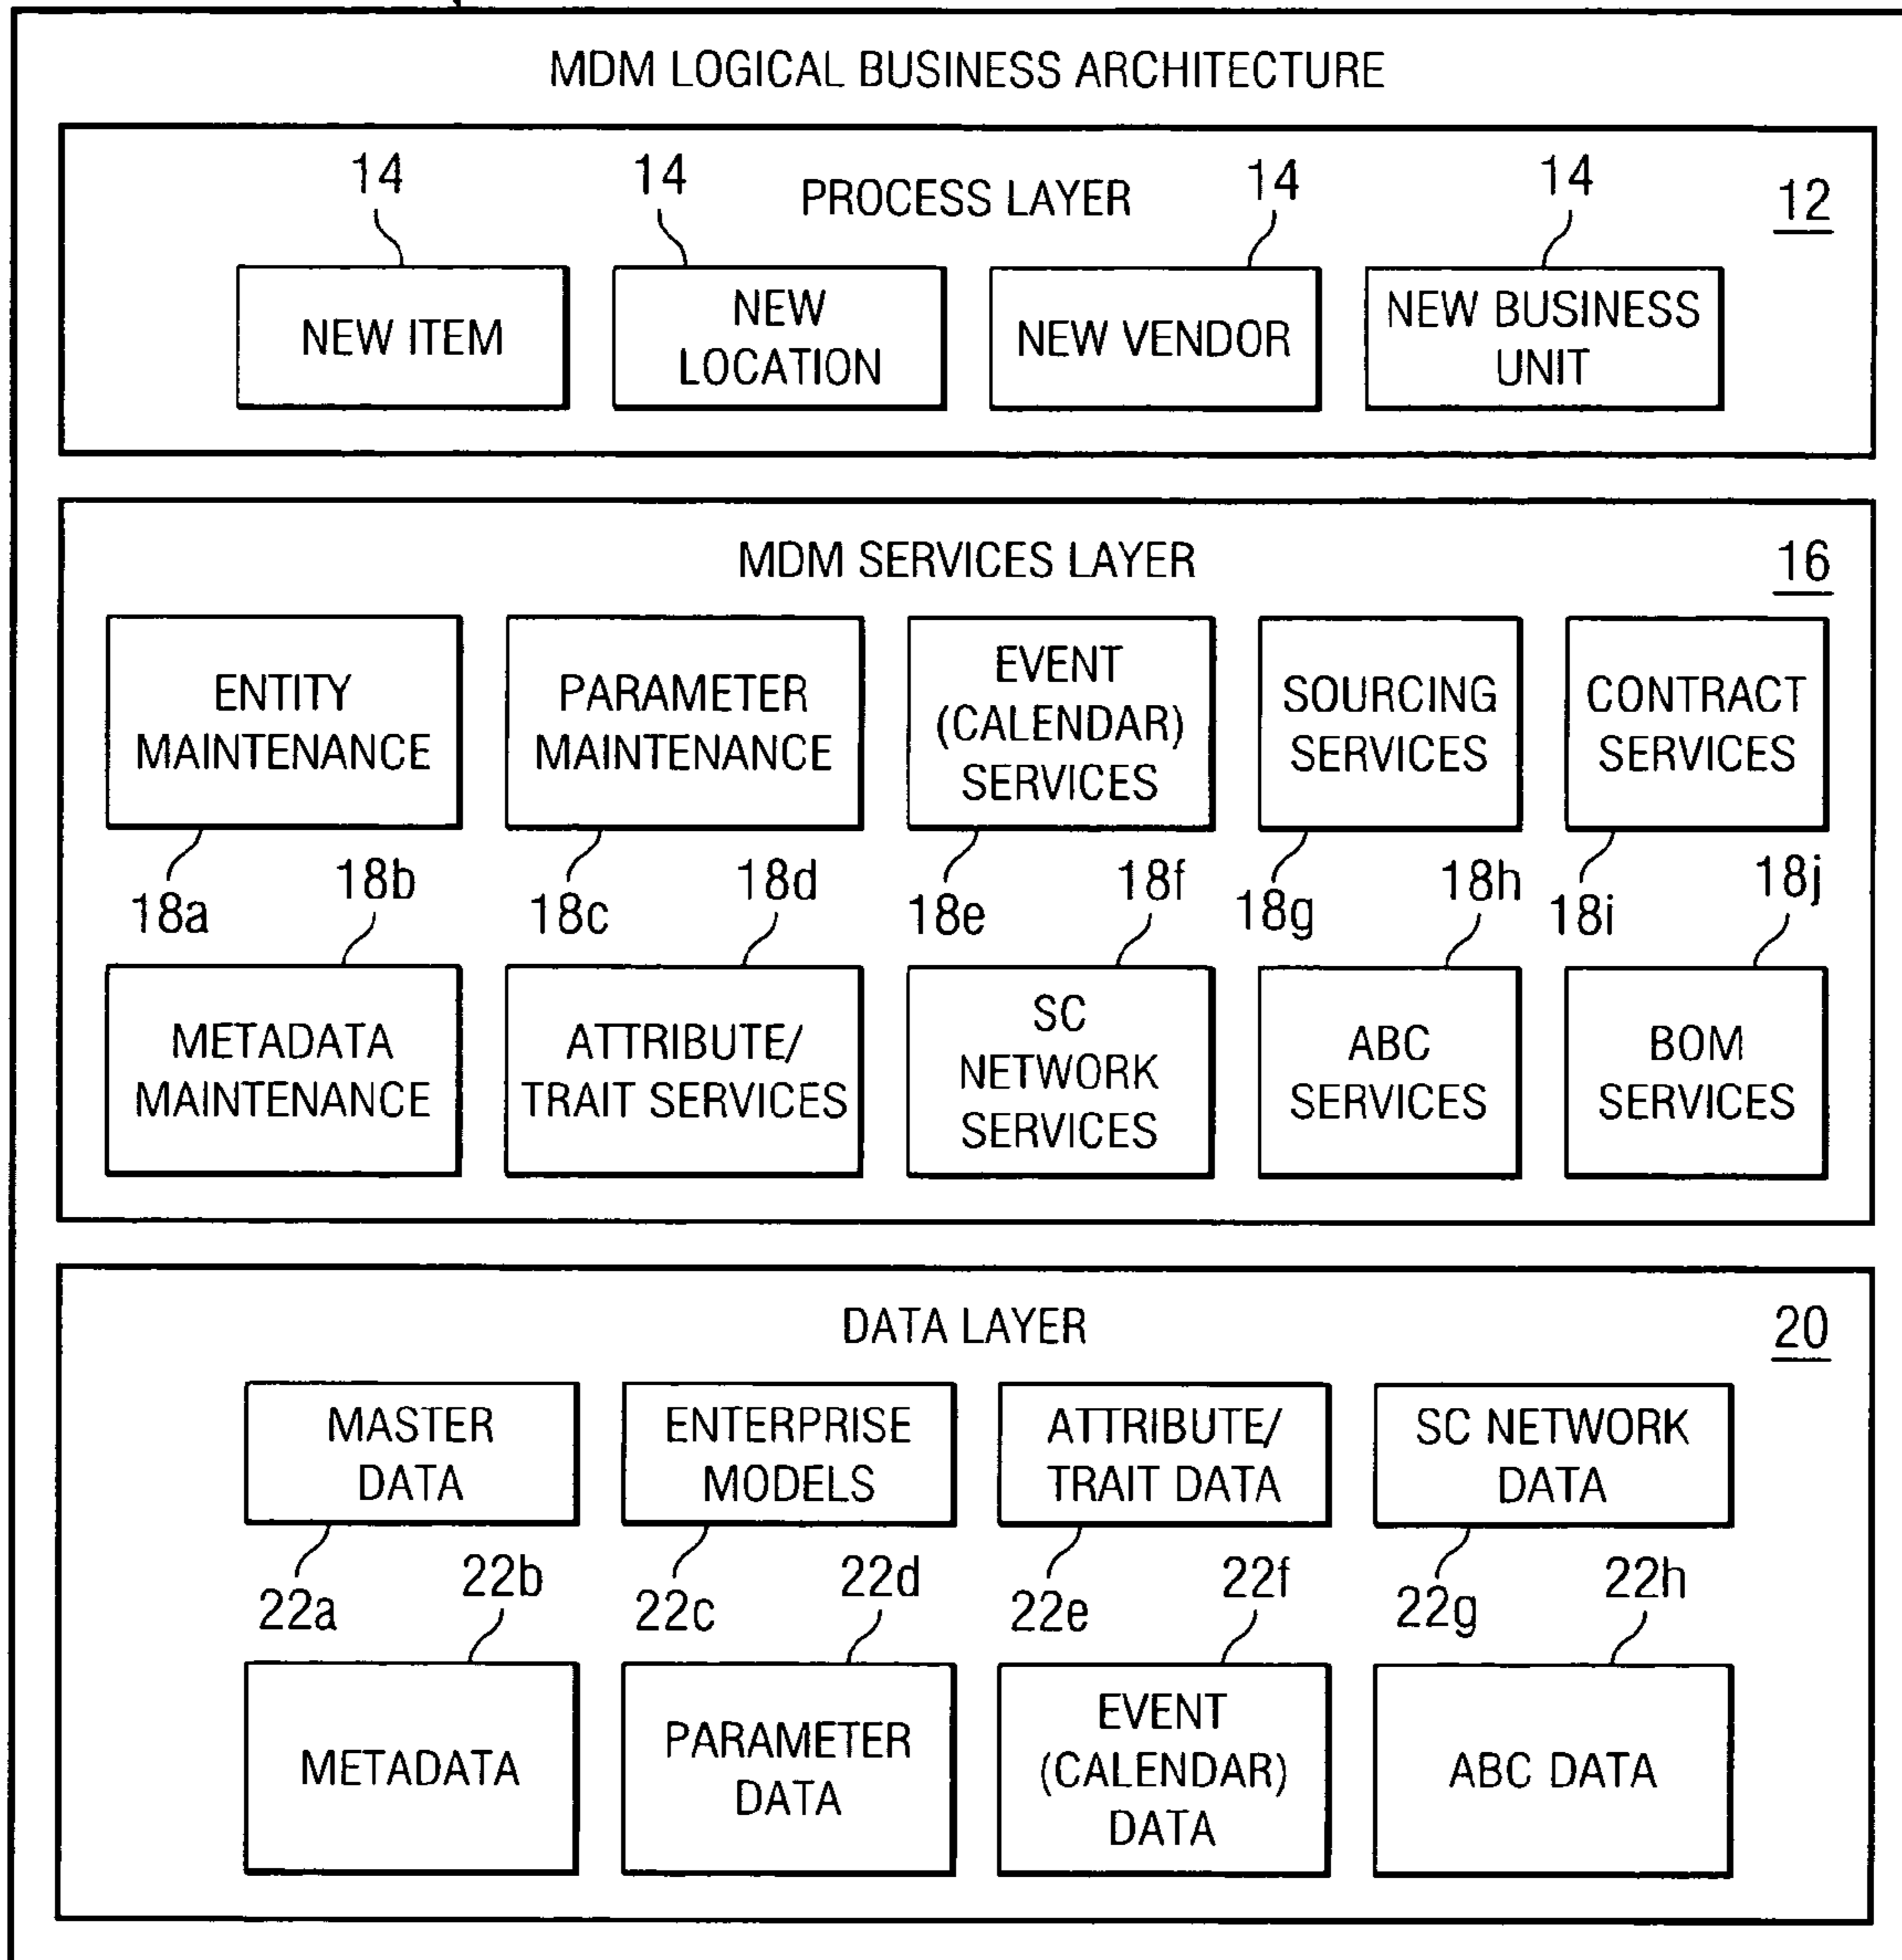 MDM LOGICAL BUSINESS ARCHITECTURE
14
14
14
14
PROCESS LAYER
12
NEW ITEM
NEW
LOCATION
NEW VENDOR
NEW BUSINESS
UNIT
MDM SERVICES LAYER
16
ENTITY
MAINTENANCE
PARAMETER
MAINTENANCE
EVENT
(CALENDAR)
SERVICES
SOURCING
SERVICES
CONTRACT
SERVICES
18a
18b
18c
18d
18e
18f
18g
18h
18i
18j
METADATA
MAINTENANCE
ATTRIBUTE/
TRAIT SERVICES
SC
NETWORK
SERVICES
ABC
SERVICES
BOM
SERVICES
DATA LAYER
20
MASTER
DATA
ENTERPRISE
MODELS
ATTRIBUTE/
TRAIT DATA
SC NETWORK
DATA
22a
22b
22c
22d
22e
22f
22g
22h
METADATA
PARAMETER
DATA
EVENT
(CALENDAR)
DATA
ABC DATA